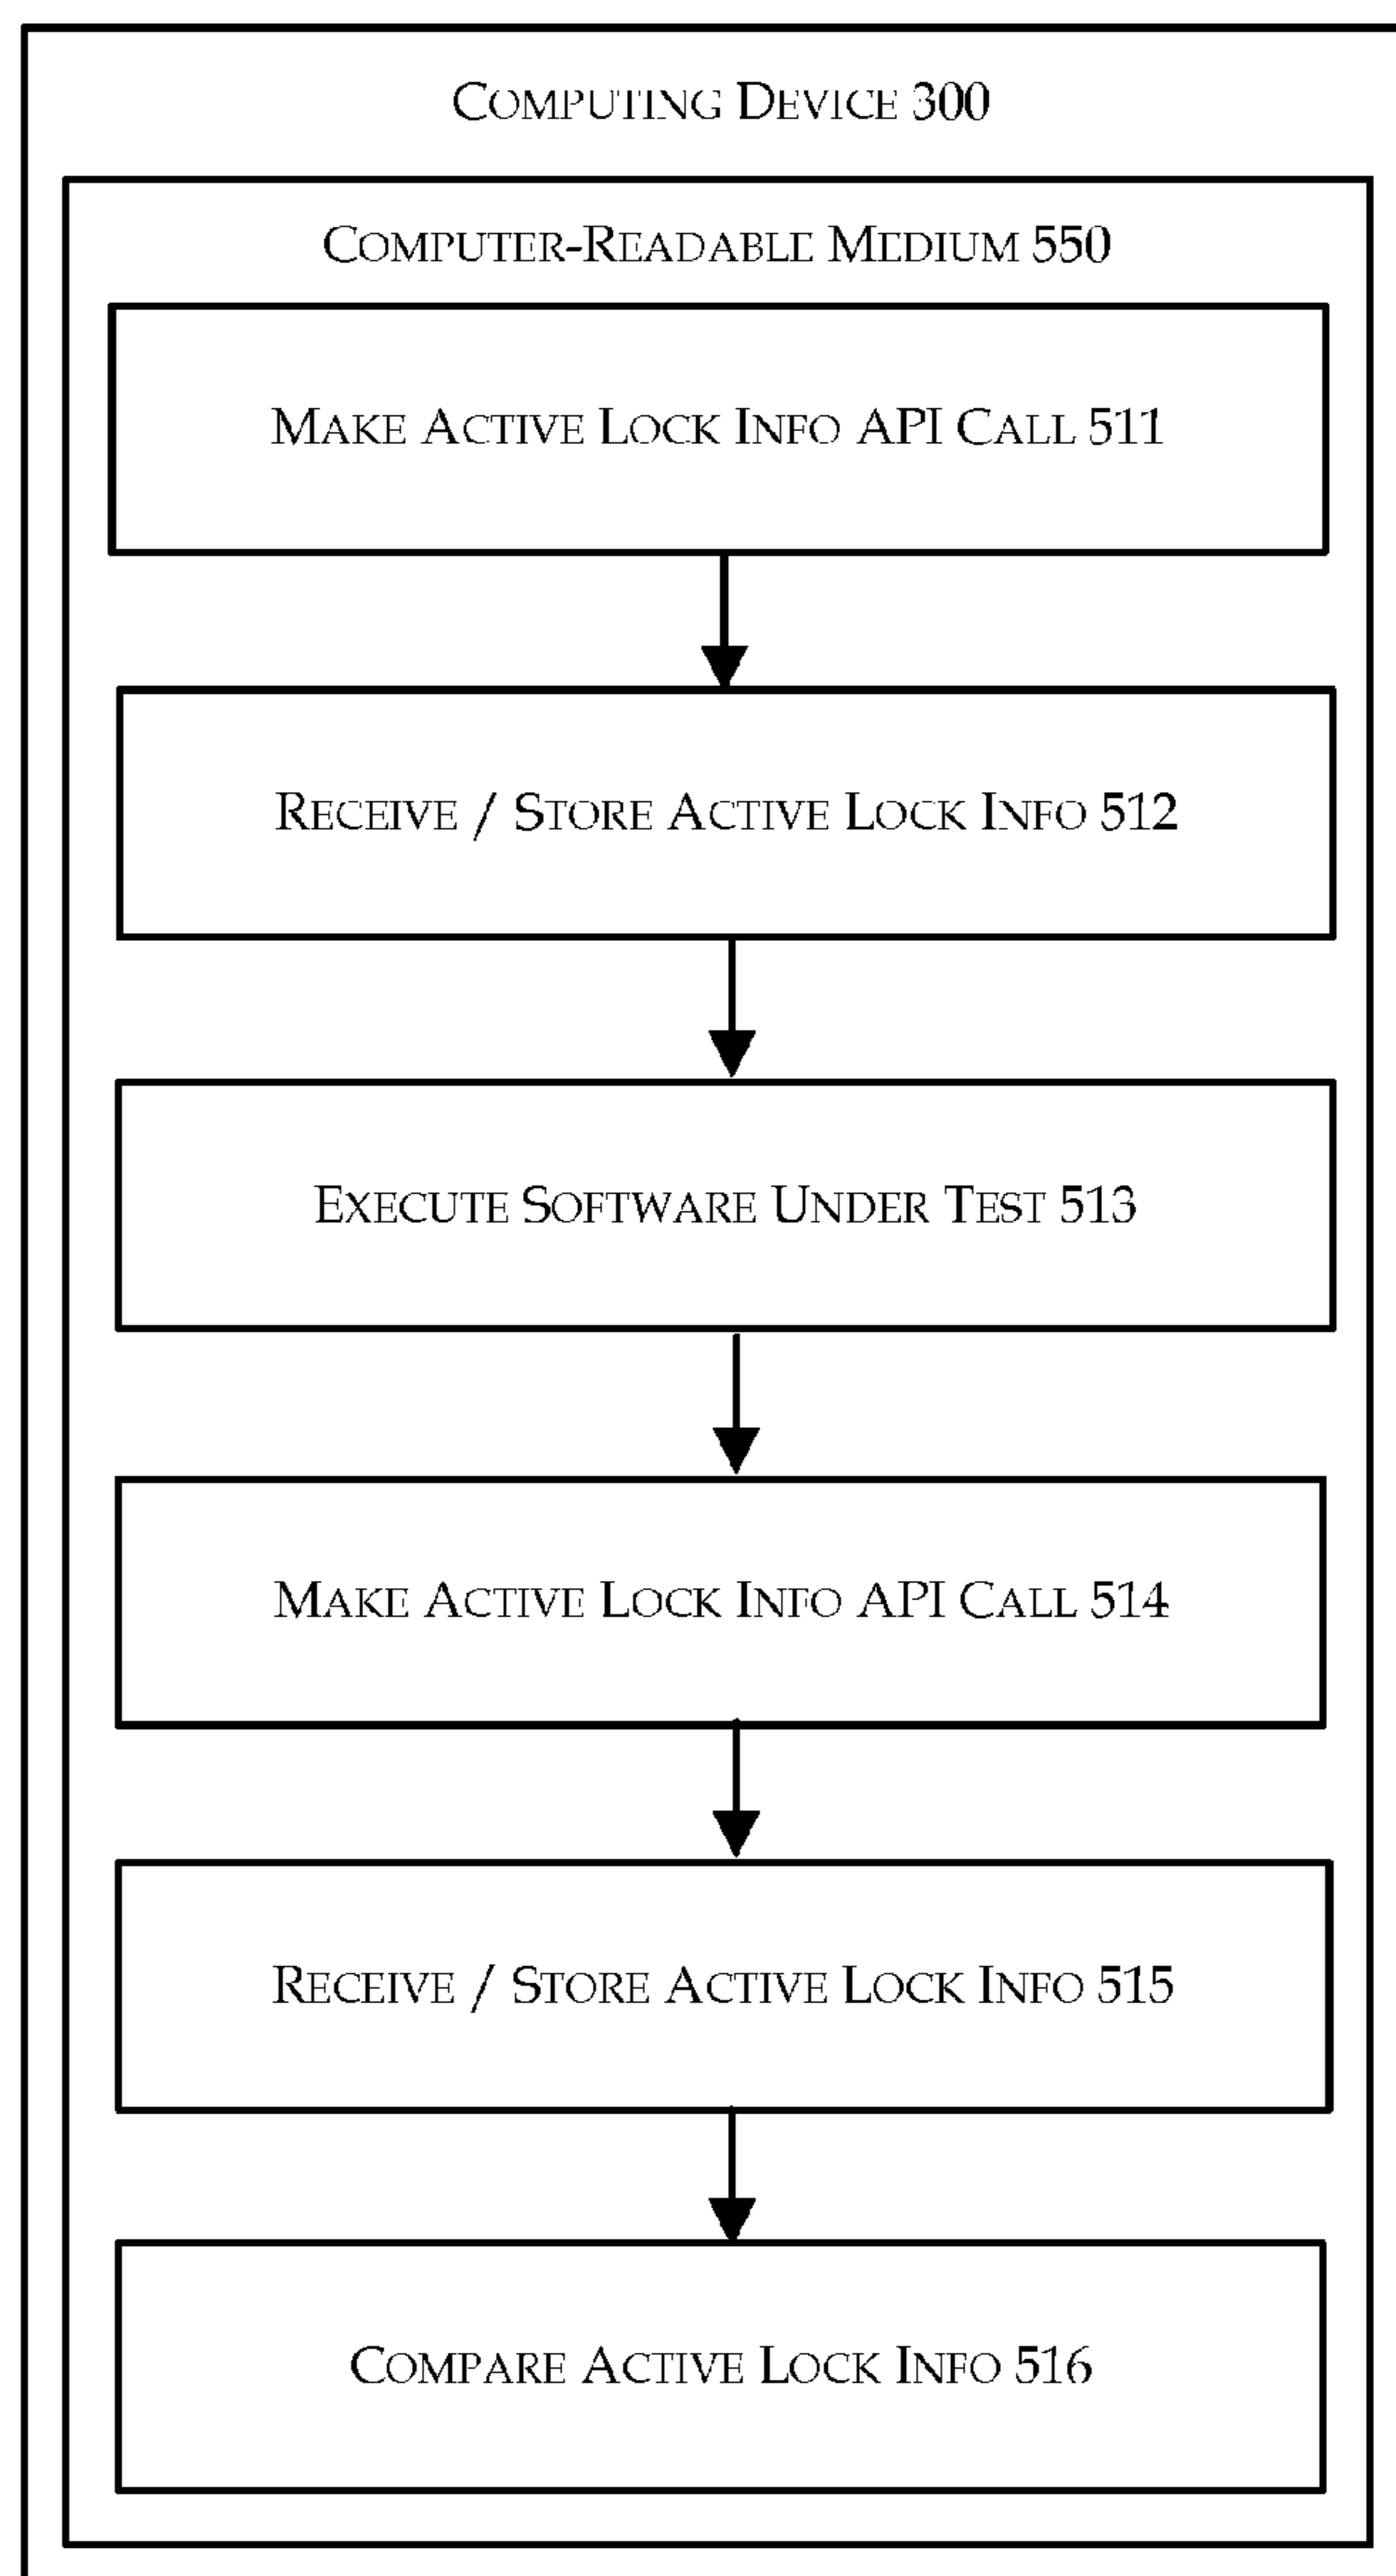 COMPUTING DEVICE 300
COMPUTER-READABLE MEDIUM 550
MAKE ACTIVE LOCK INFO API CALL 511
RECEIVE / STORE ACTIVE LOCK INFO 512
EXECUTE SOFTWARE UNDER TEST 513
MAKE ACTIVE LOCK INFO API CALL 514
RECEIVE / STORE ACTIVE LOCK INFO 515
COMPARE ACTIVE LOCK INFO 516